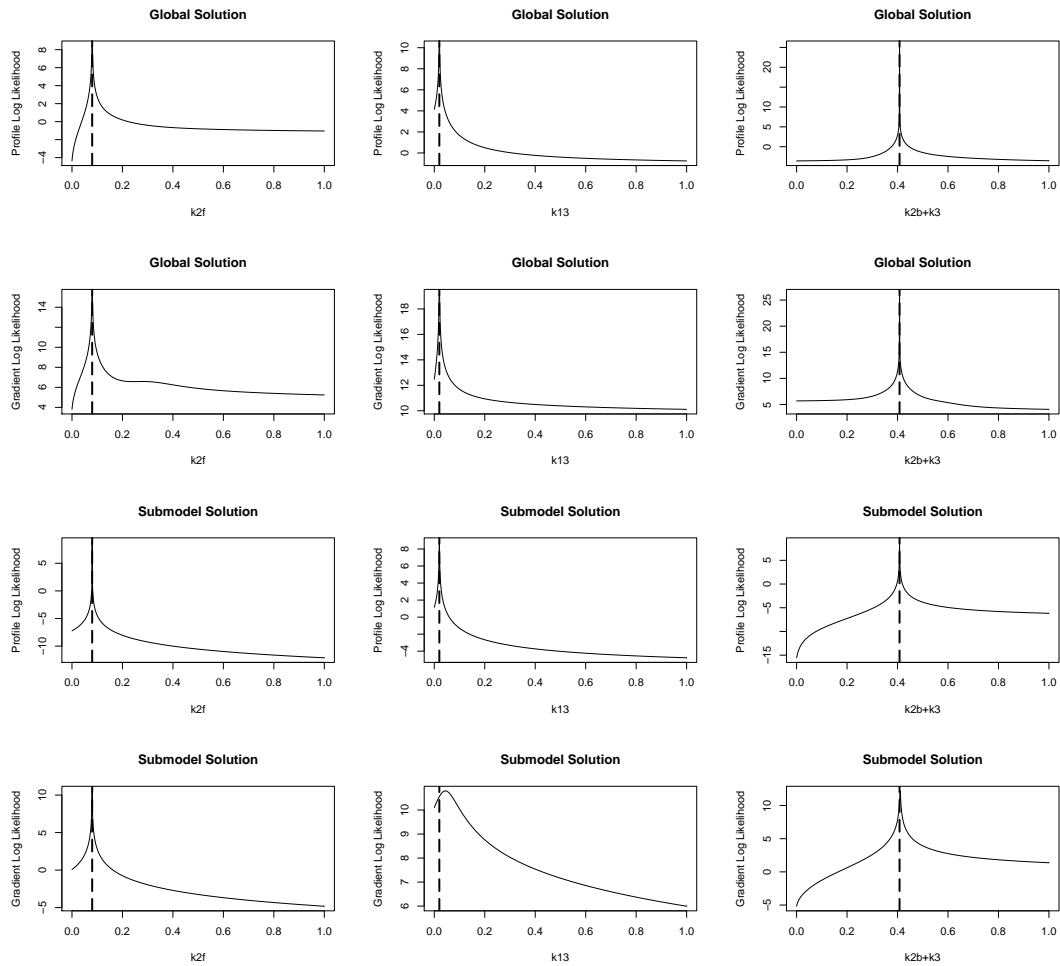 Global Solution
Profile Log Likelihood
−4 0 2 4 6 8
0.0 0.2 0.4 0.6 0.8 1.0
k2f
Global Solution
Profile Log Likelihood
0 2 4 6 8 10
0.0 0.2 0.4 0.6 0.8 1.0
k13
Global Solution
Profile Log Likelihood
0 5 10 20
0.0 0.2 0.4 0.6 0.8 1.0
k2b+k3
Global Solution
Gradient Log Likelihood
4 6 8 10 14
0.0 0.2 0.4 0.6 0.8 1.0
k2f
Global Solution
Gradient Log Likelihood
10 12 14 16 18
0.0 0.2 0.4 0.6 0.8 1.0
k13
Global Solution
Gradient Log Likelihood
5 10 15 20 25
0.0 0.2 0.4 0.6 0.8 1.0
k2b+k3
Submodel Solution
Profile Log Likelihood
−10 −5 0 5
0.0 0.2 0.4 0.6 0.8 1.0
k2f
Submodel Solution
Profile Log Likelihood
−4 0 2 4 6 8
0.0 0.2 0.4 0.6 0.8 1.0
k13
Submodel Solution
Profile Log Likelihood
−15 −5 0 5
0.0 0.2 0.4 0.6 0.8 1.0
k2b+k3
Submodel Solution
Gradient Log Likelihood
−5 0 5 10
0.0 0.2 0.4 0.6 0.8 1.0
k2f
Submodel Solution
Gradient Log Likelihood
6 7 8 9 10
0.0 0.2 0.4 0.6 0.8 1.0
k13
Submodel Solution
Gradient Log Likelihood
−5 0 5 10
0.0 0.2 0.4 0.6 0.8 1.0
k2b+k3